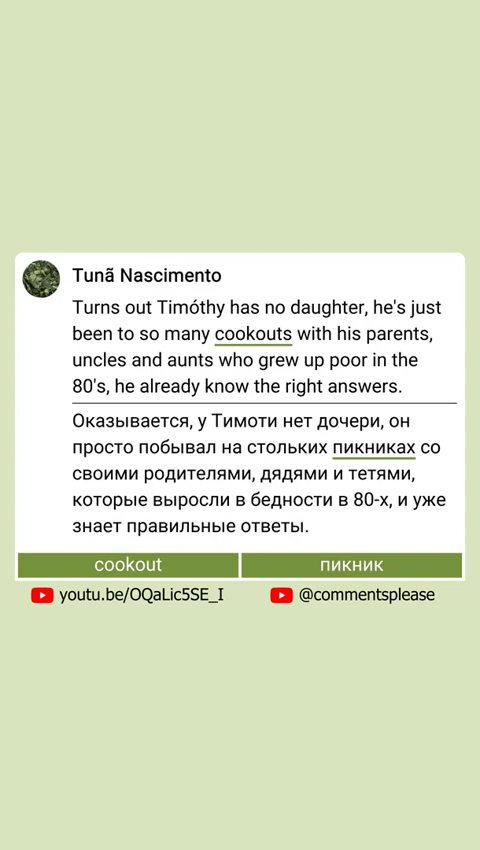 Tunã Nascimento
Turns out Timóthy has no daughter, he's just
been to so many cookouts with his parents,
uncles and aunts who grew up poor in the
80's, he already know the right answers.
Оказывается, у Тимоти нет дочери, он
просто побывал на стольких пикниках со
своими родителями, дядями и тетями,
которые выросли в бедности в 80-х, и уже
знает правильные ответы.
cookout
пикник
youtu.be/OQaLic5SE_I
@commentsplease